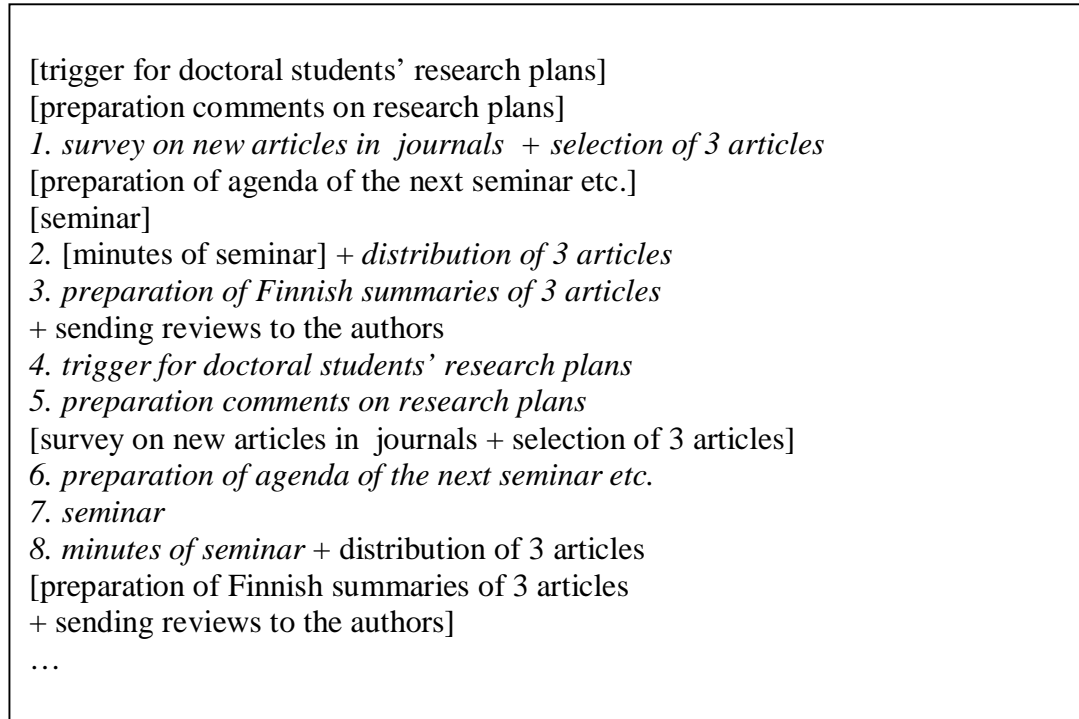 [trigger for doctoral students’ research plans]
[preparation comments on research plans]
1. survey on new articles in  journals  + selection of 3 articles
[preparation of agenda of the next seminar etc.]
[seminar]
2. [minutes of seminar] + distribution of 3 articles
3. preparation of Finnish summaries of 3 articles
+ sending reviews to the authors
4. trigger for doctoral students’ research plans
5. preparation comments on research plans
[survey on new articles in  journals + selection of 3 articles]
6. preparation of agenda of the next seminar etc.
7. seminar
8. minutes of seminar + distribution of 3 articles
[preparation of Finnish summaries of 3 articles
+ sending reviews to the authors]
…